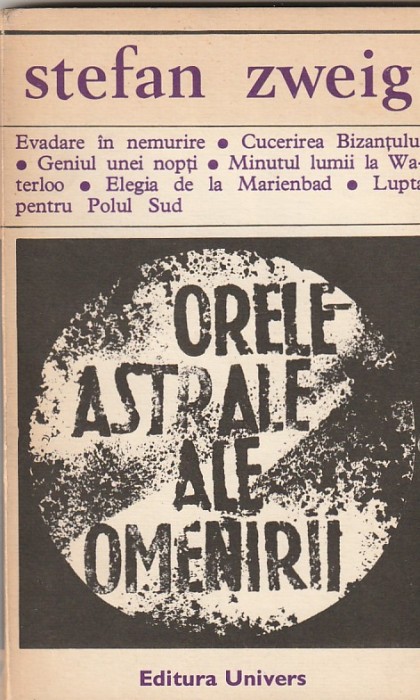 stefan zweig
Evadare în nemurire ● Cucerirea Bizanțulu
● Geniul unei nopți ● Minutul lumii la Wa-
terloo ● Elegia de la Marienbad ● Lupta
pentru Polul Sud
ORELE
ASTRALE
ALE
OMENIRII
Editura Univers